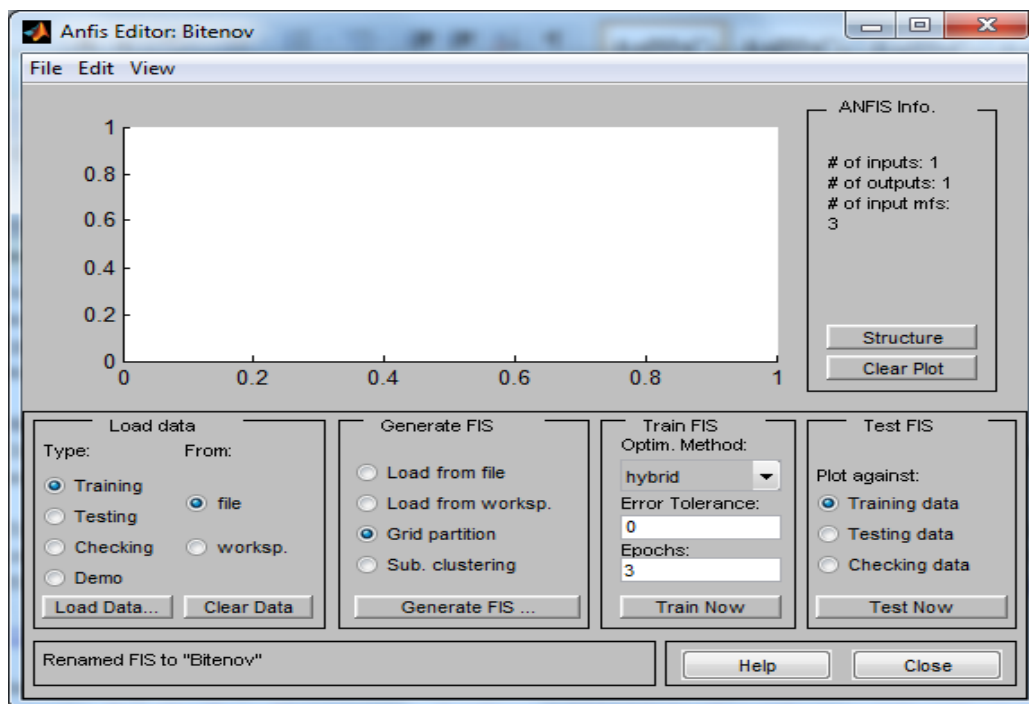 Anfis Editor: Bitenov
File Edit View
ANFIS Info.
# of inputs: 1
# of outputs: 1
# of input mfs:
3
Structure
Clear Plot
1
0.8
0.6
0.4
0.2
0
0 0.2 0.4 0.6 0.8 1
Load data
Type: From:
Training
Testing
Checking
Demo
file
worksp.
Load Data... Clear Data
Generate FIS
Load from file
Load from worksp.
Grid partition
Sub. clustering
Generate FIS ...
Train FIS
Optim. Method:
hybrid
Error Tolerance:
0
Epochs:
3
Train Now
Test FIS
Plot against:
Training data
Testing data
Checking data
Test Now
Renamed FIS to "Bitenov"
Help Close